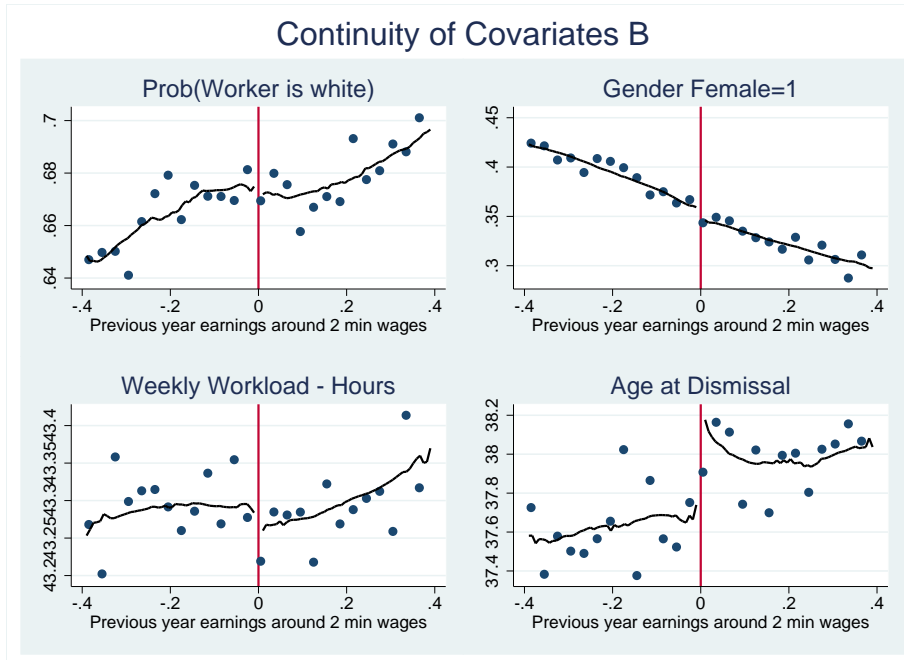 Continuity of Covariates B
Prob(Worker is white)
.64 .66 .68 .7
-.4 -.2 0 .2 .4
Previous year earnings around 2 min wages
Gender Female=1
.3 .35 .4 .45
-.4 -.2 0 .2 .4
Previous year earnings around 2 min wages
Weekly Workload - Hours
43.243.2543.343.3543.4
-.4 -.2 0 .2 .4
Previous year earnings around 2 min wages
Age at Dismissal
37.4 37.6 37.8 38 38.2
-.4 -.2 0 .2 .4
Previous year earnings around 2 min wages